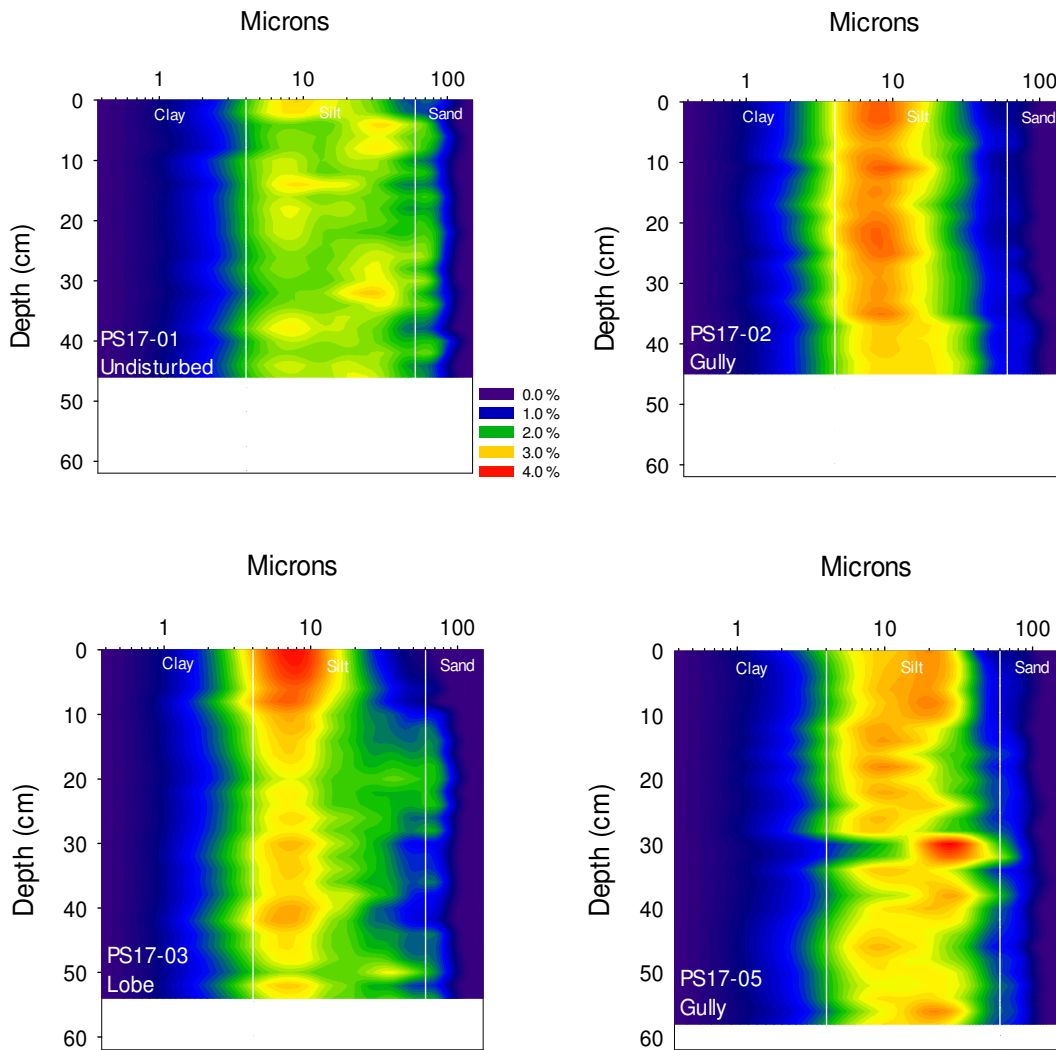 Microns
1 10 100
Clay Silt Sand
0
10
20
30
40
50
60
Depth (cm)
PS17-01
Undisturbed
0.0 %
1.0 %
2.0 %
3.0 %
4.0 %
Microns
1 10 100
Clay Silt Sand
0
10
20
30
40
50
60
Depth (cm)
PS17-02
Gully
Microns
1 10 100
Clay Silt Sand
0
10
20
30
40
50
60
Depth (cm)
PS17-03
Lobe
Microns
1 10 100
Clay Silt Sand
0
10
20
30
40
50
60
Depth (cm)
PS17-05
Gully